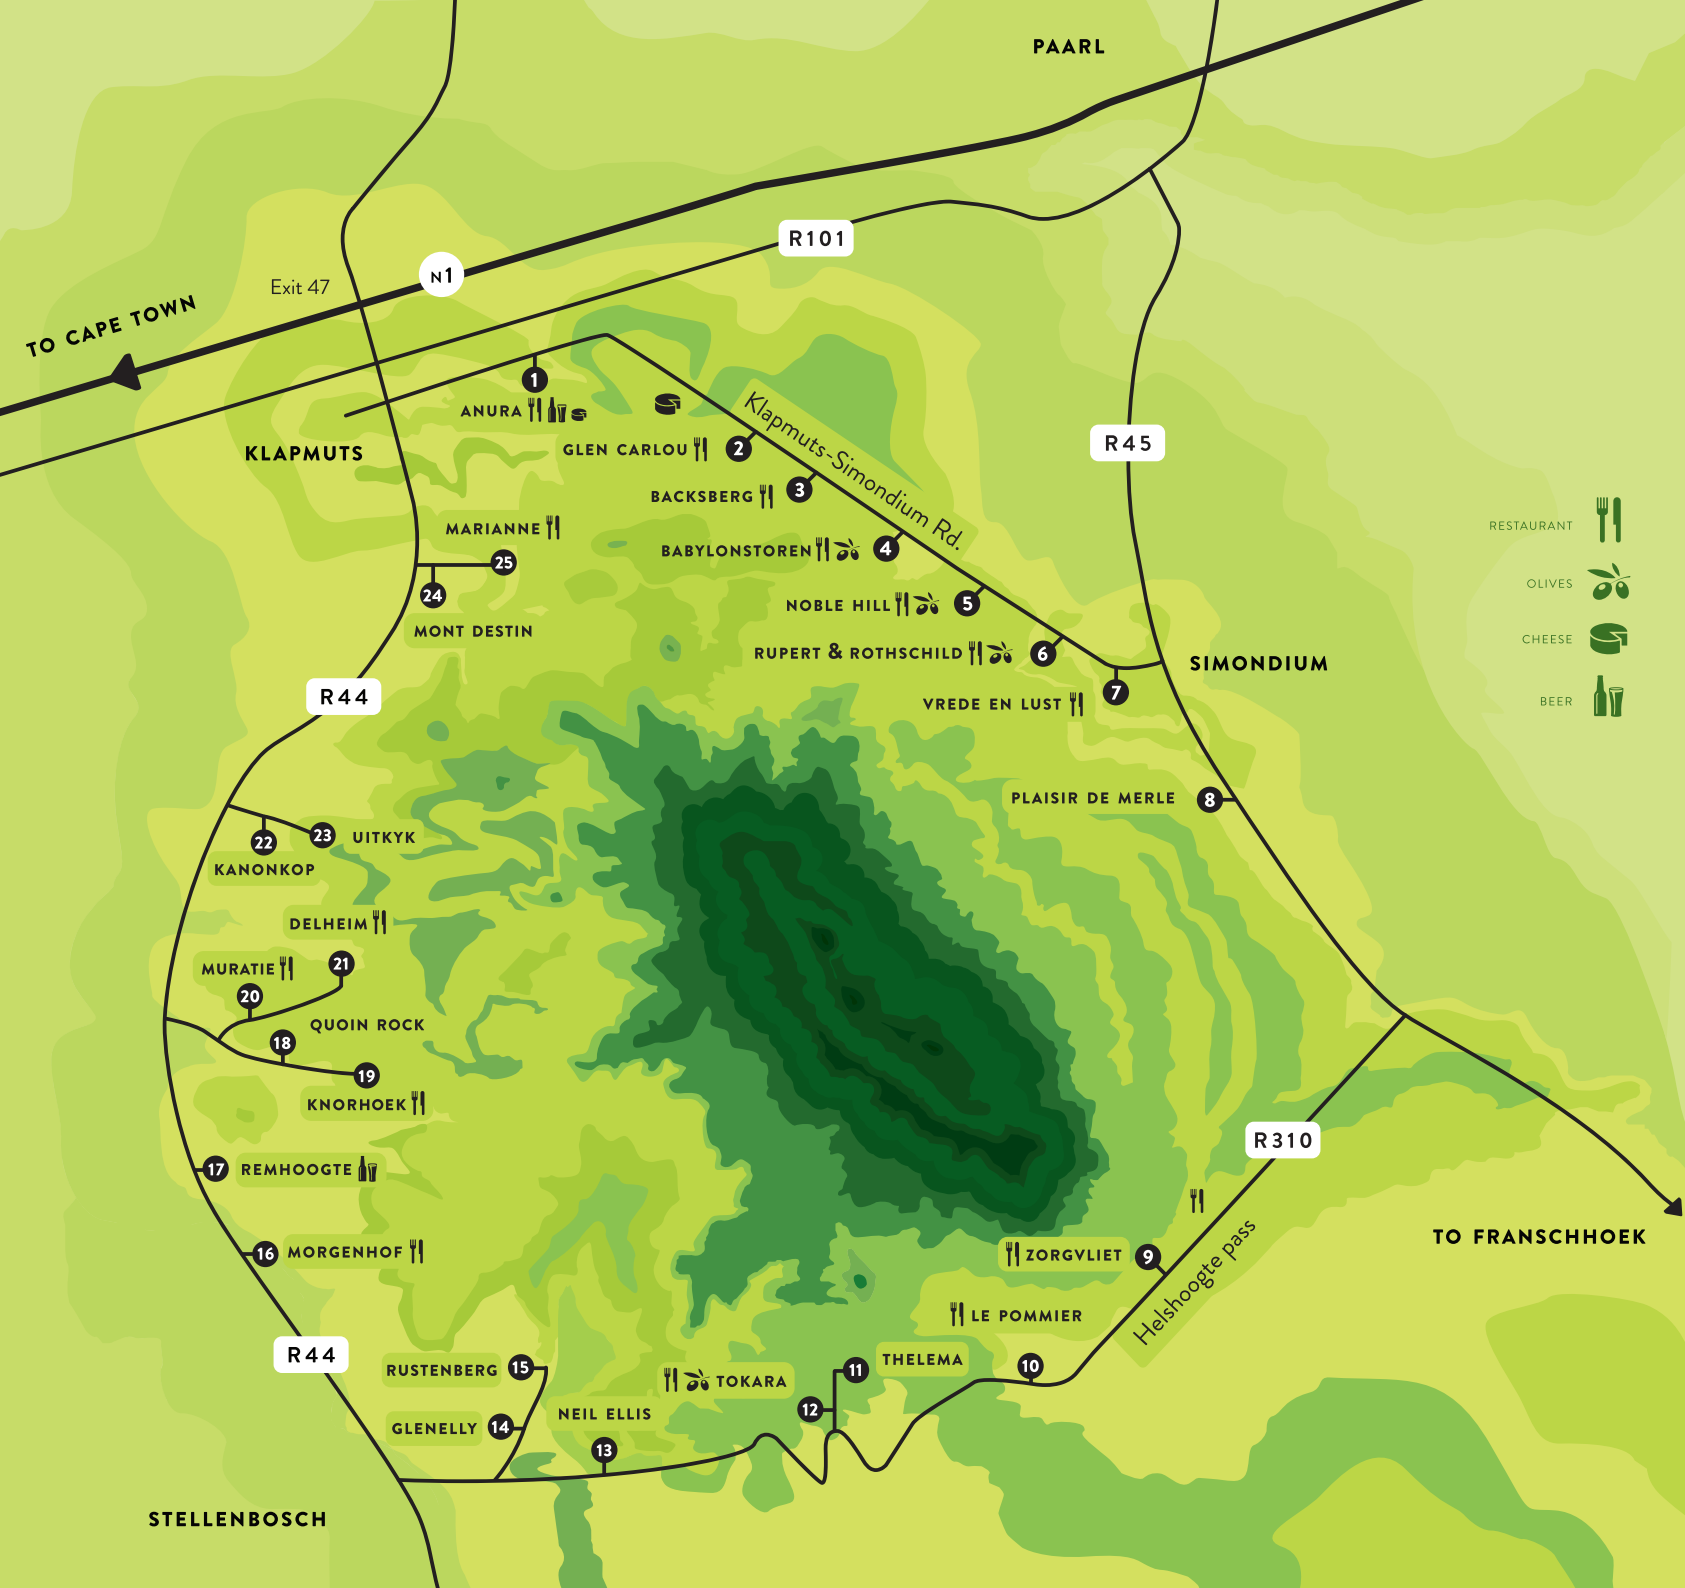 PAARL
R101
N1
Exit 47
TO CAPE TOWN
1
ANURA
KLAPMUTS
GLEN CARLOU
2
Klapmuts-Simondium Rd.
R45
BACKSBERG
3
RESTAURANT
MARIANNE
BABYLONSTOREN
4
25
24
OLIVES
NOBLE HILL
5
MONT DESTIN
CHEESE
RUPERT & ROTHSCHILD
6
SIMONDIUM
R44
7
VREDE EN LUST
BEER
PLAISIR DE MERLE
8
22
23
UITKYK
KANONKOP
DELHEIM
MURATIE
21
20
QUOIN ROCK
18
19
KNORHOEK
R310
17
REMHOOGTE
TO FRANSCHHOEK
16
MORGENHOF
ZORGVLIET
9
Helshoogte pass
LE POMMIER
R44
THELEMA
RUSTENBERG
15
11
10
TOKARA
12
NEIL ELLIS
GLENELLY
14
13
STELLENBOSCH